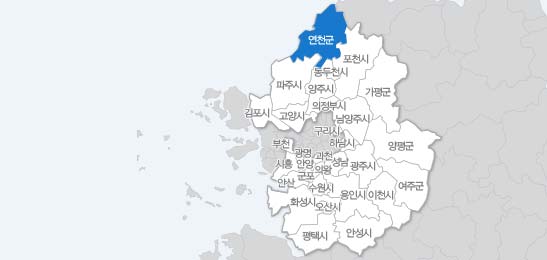 연천군
포천시
동두천시
파주시
양주시
가평군
의정부시
김포시
고양시
남양주시
구리시
하남시
부천
양평군
광명
과천
시흥
안양
성남
의왕
광주시
군포
안산
수원시
여주군
용인시
이천시
화성시
오산시
평택시
안성시